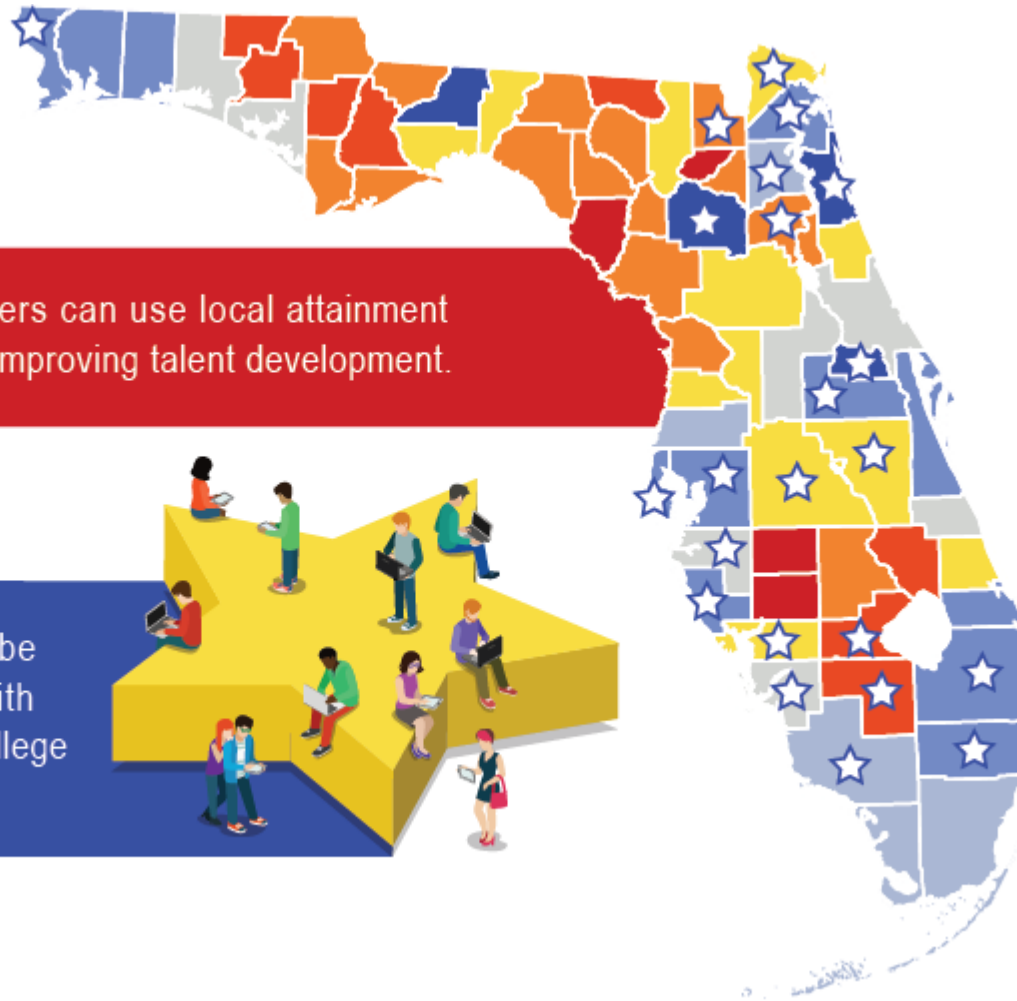 ers can use local attainment
mproving talent development.
be
ith
llege